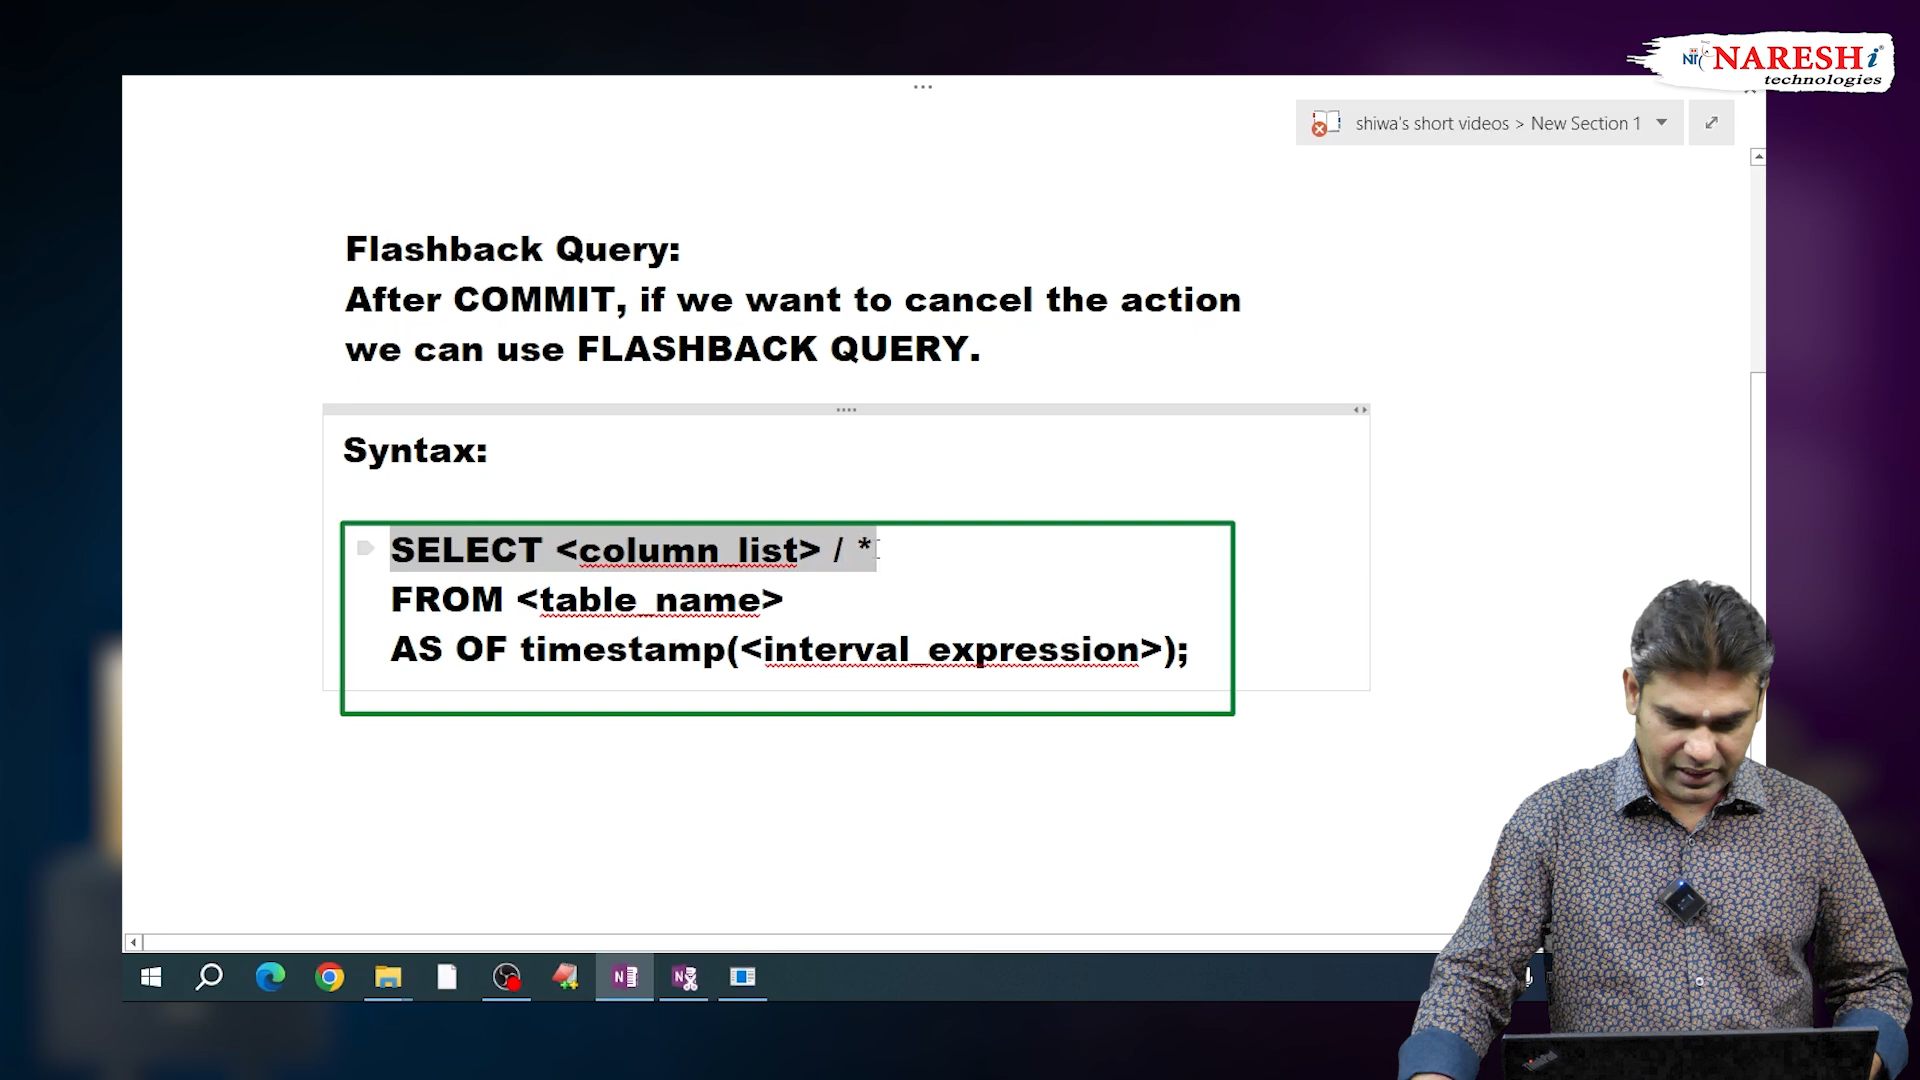 NARESH i
technologies
shiwa's short videos > New Section 1
Flashback Query:
After COMMIT, if we want to cancel the action
we can use FLASHBACK QUERY.
Syntax:
SELECT <column_list> / *
FROM <table_name>
AS OF timestamp(<interval_expression>);